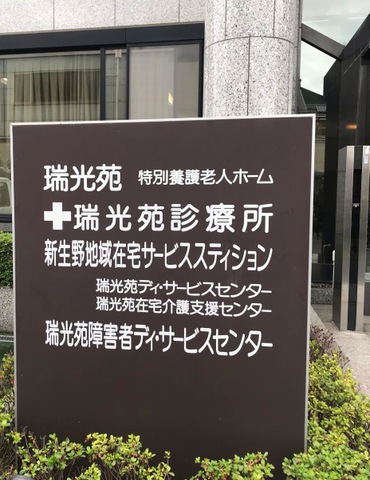 瑞光苑 特別養護老人ホーム
✚瑞光苑診療所
新生野地域在宅サービスステイション
瑞光苑ディ・サービスセンター
瑞光苑在宅介護支援センター
瑞光苑障害者ディ・サービスセンター